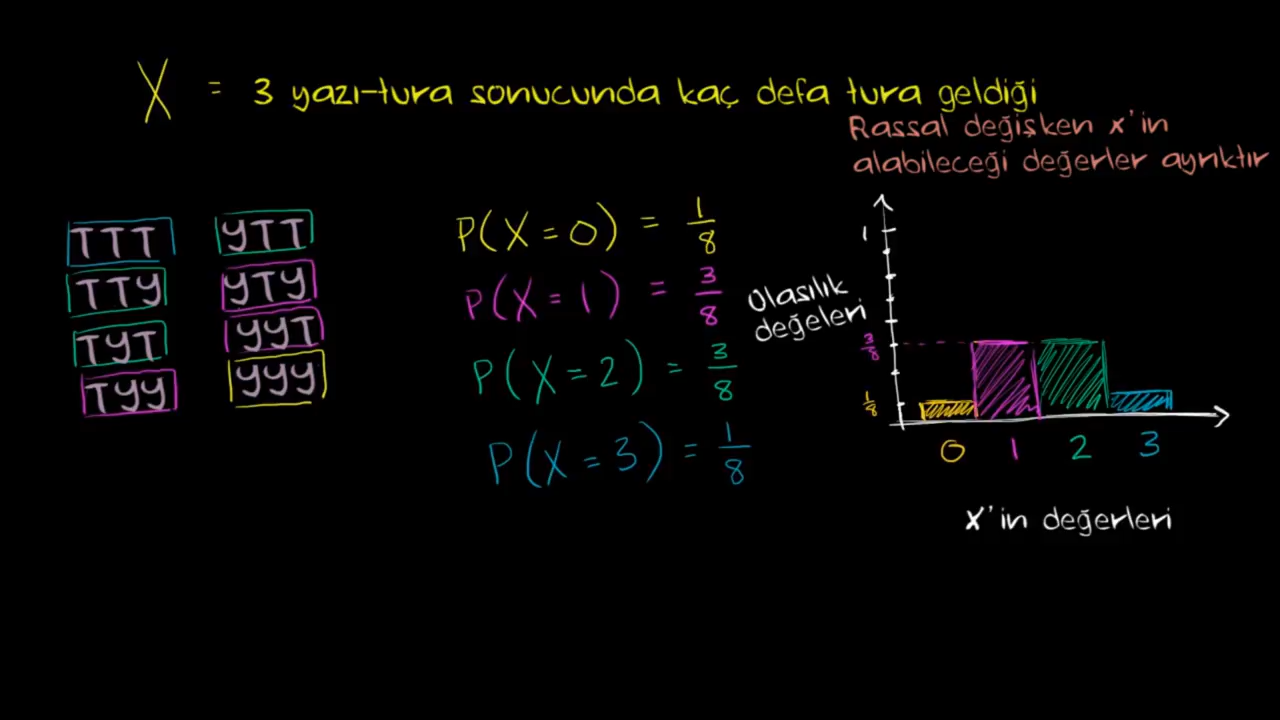 X = 3 yazı-tura sonucunda kaç defa tura geldiği
Rassal değişken x'in
alabileceği değerler ayrıktır
TTT YTT
TTY YTY
TYT YYT
TYY YYY
P(X=0) = 1/8
P(X=1) = 3/8
P(X=2) = 3/8
P(X=3) = 1/8
Olasılık
değeleri
1
3/8
1/8
0 1 2 3
x'in değerleri